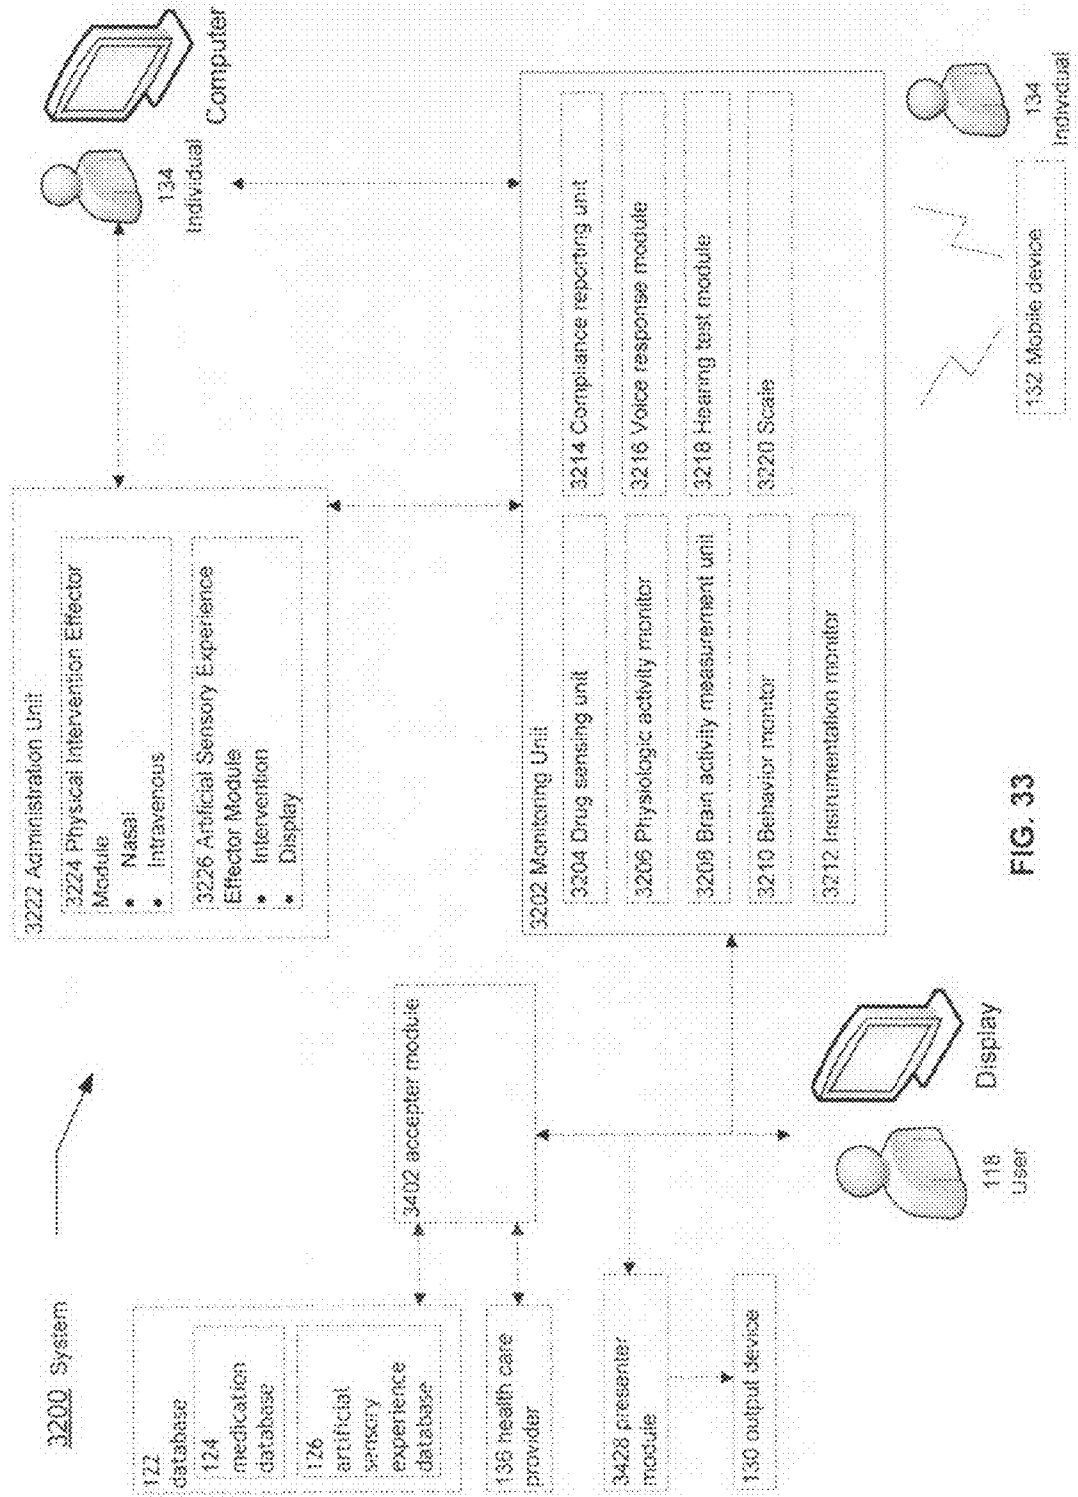 3200 System
122
database
124
medication
database
126
artificial
sensory
experience
database
136 health care
provider
3428 presenter
module
130 output device
3402 accepter module
118
User
Display
3222 Administration Unit
3224 Physical Intervention Effector
Module
• Nasal
• Intravenous
3226 Artificial Sensory Experience
Effector Module
• Intervention
• Display
3202 Monitoring Unit
3304 Drug sensing unit
3206 Physiologic activity monitor
3208 Brain activity measurement unit
3210 Behavior monitor
3212 Instrumentation monitor
3214 Compliance reporting unit
3216 Voice response module
3218 Hearing test module
3220 Scale
134
Individual
Computer
132 Mobile device
134
Individual
FIG. 33